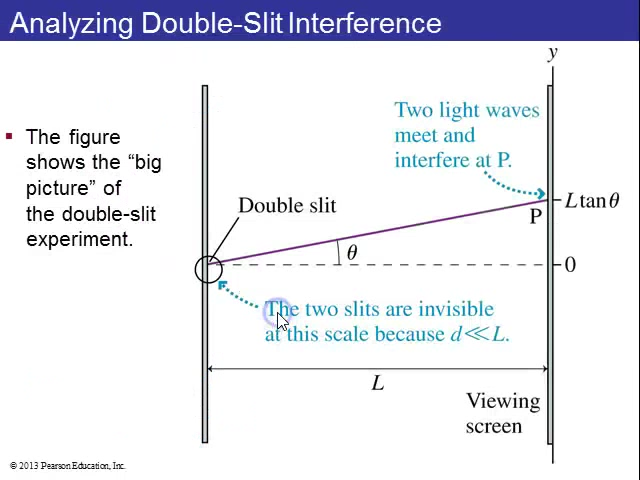 Analyzing Double-Slit Interference
▪ The figure
shows the “big
picture” of
the double-slit
experiment.
y
Two light waves
meet and
interfere at P.
Double slit
L tan θ
P
θ
0
The two slits are invisible
at this scale because d ≪ L.
L
Viewing
screen
© 2013 Pearson Education, Inc.